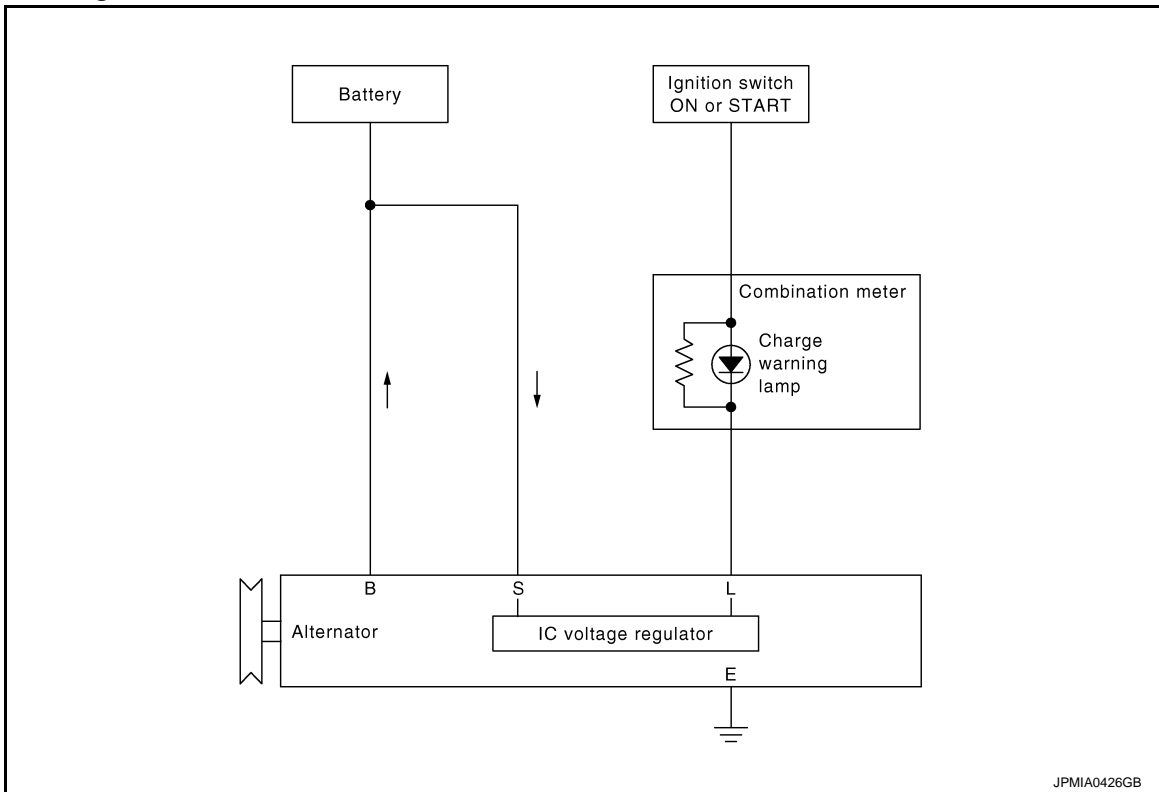 Battery
Ignition switch
ON or START
Combination meter
Charge
warning
lamp
B
S
L
Alternator
IC voltage regulator
E
JPMIA0426GB